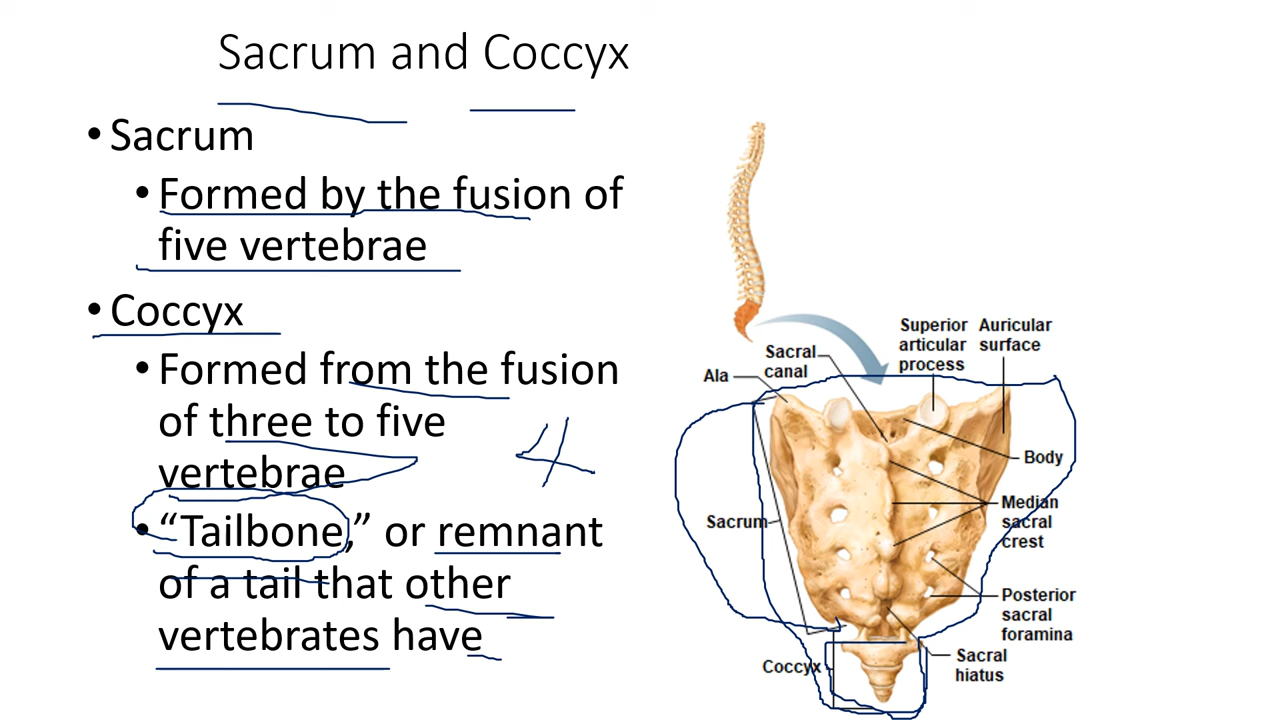 Sacrum and Coccyx
• Sacrum
• Formed by the fusion of
five vertebrae
• Coccyx
• Formed from the fusion
of three to five
vertebrae
4
• “Tailbone,” or remnant
of a tail that other
vertebrates have
Superior
articular
process
Auricular
surface
Sacral
canal
Ala
Body
Median
sacral
crest
Sacrum
Posterior
sacral
foramina
Sacral
hiatus
Coccyx